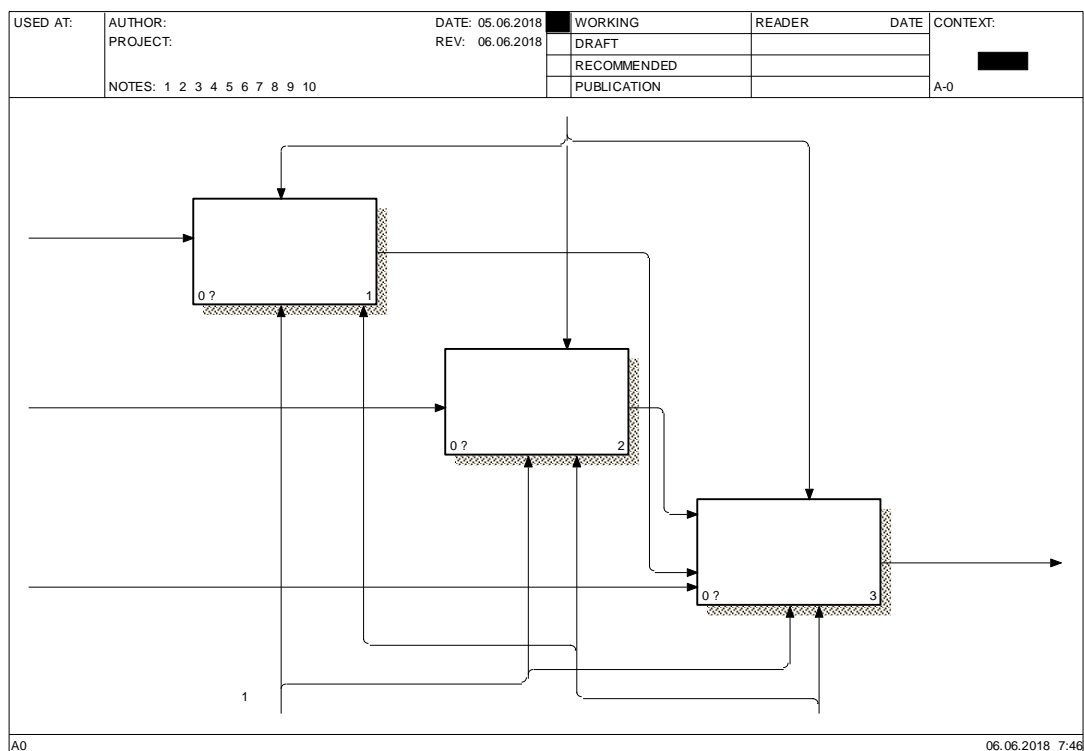 USED AT:
AUTHOR:
DATE: 05.06.2018
PROJECT:
REV: 06.06.2018
NOTES: 1 2 3 4 5 6 7 8 9 10
WORKING
DRAFT
RECOMMENDED
PUBLICATION
READER DATE
CONTEXT:
A-0
0 ? 1
0 ? 2
0 ? 3
1
A0
06.06.2018 7:46